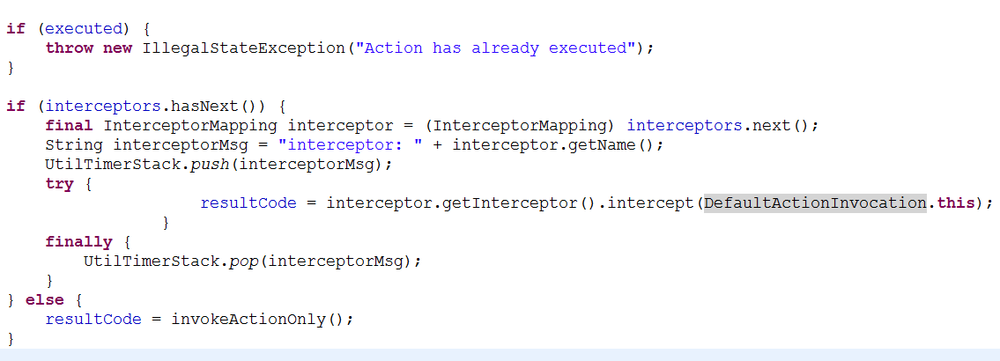 if (executed) {
    throw new IllegalStateException("Action has already executed");
}

if (interceptors.hasNext()) {
    final InterceptorMapping interceptor = (InterceptorMapping) interceptors.next();
    String interceptorMsg = "interceptor: " + interceptor.getName();
    UtilTimerStack.push(interceptorMsg);
    try {
                    resultCode = interceptor.getInterceptor().intercept(DefaultActionInvocation.this);
                }
    finally {
        UtilTimerStack.pop(interceptorMsg);
    }
} else {
    resultCode = invokeActionOnly();
}